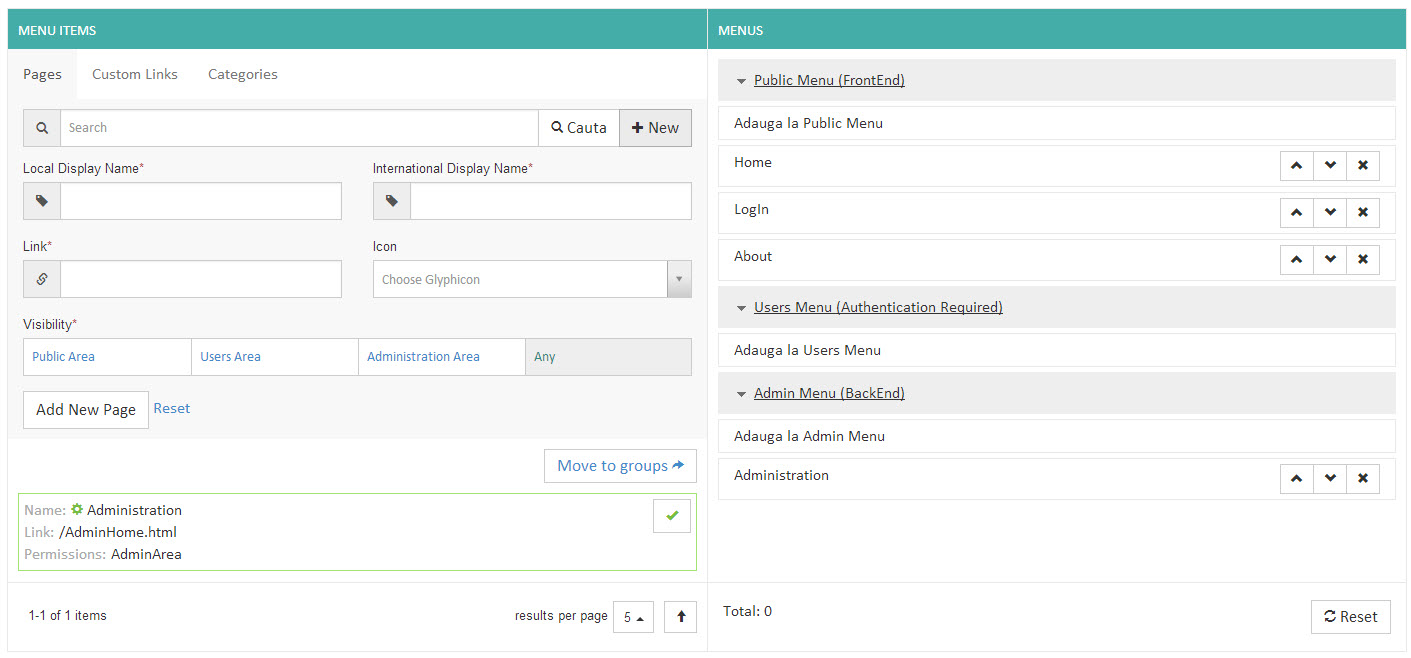 MENU ITEMS
Pages Custom Links Categories
Search Cauta New
Local Display Name* International Display Name*
Link* Icon
Choose Glyphicon
Visibility*
Public Area Users Area Administration Area Any
Add New Page Reset
Move to groups
Name: Administration
Link: /AdminHome.html
Permissions: AdminArea
1-1 of 1 items results per page 5
MENUS
Public Menu (FrontEnd)
Adauga la Public Menu
Home
LogIn
About
Users Menu (Authentication Required)
Adauga la Users Menu
Admin Menu (BackEnd)
Adauga la Admin Menu
Administration
Total: 0 Reset